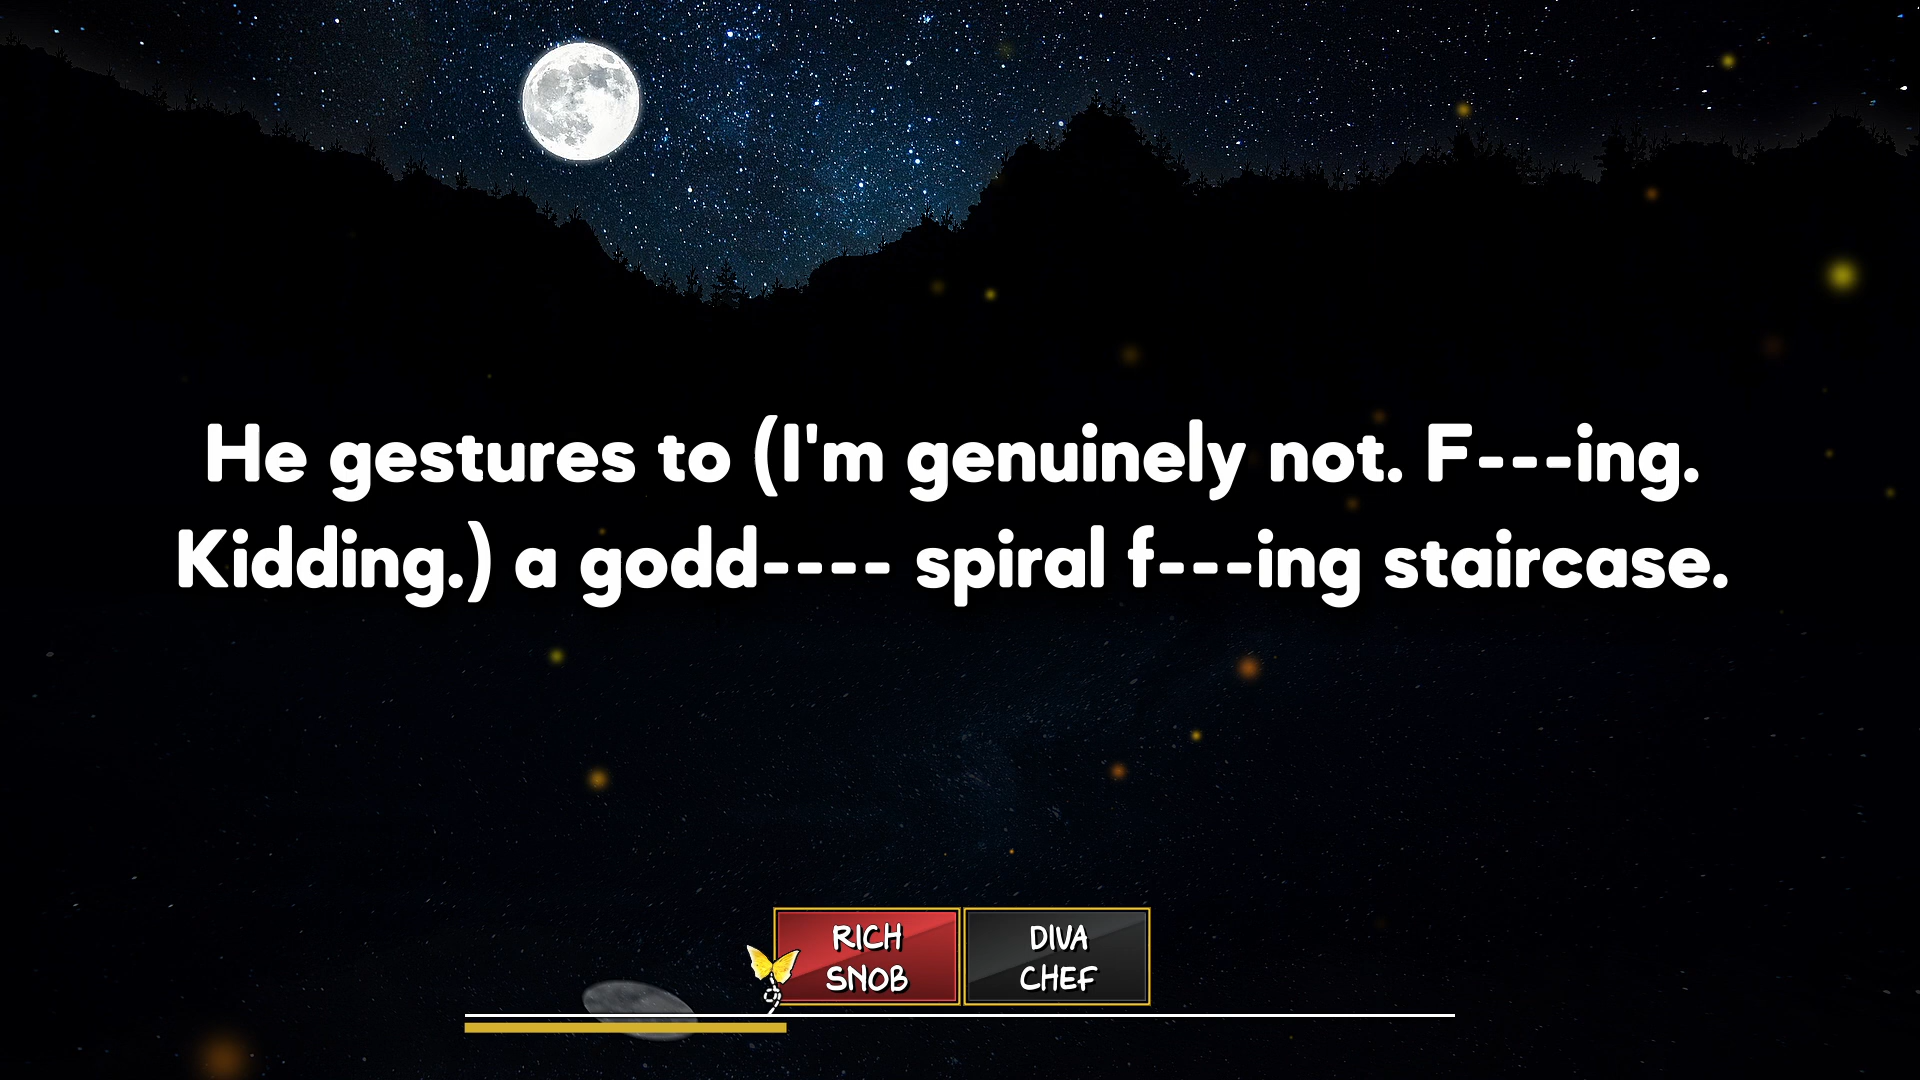 He gestures to (I'm genuinely not. F---ing.
Kidding.) a godd---- spiral f---ing staircase.
RICH
SNOB
DIVA
CHEF